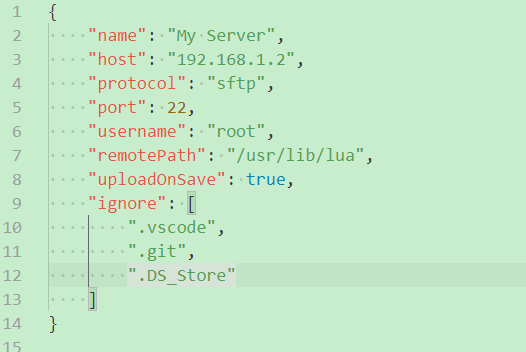 1 {
2 "name": "My Server",
3 "host": "192.168.1.2",
4 "protocol": "sftp",
5 "port": 22,
6 "username": "root",
7 "remotePath": "/usr/lib/lua",
8 "uploadOnSave": true,
9 "ignore": [
10 ".vscode",
11 ".git",
12 ".DS_Store"
13 ]
14 }
15